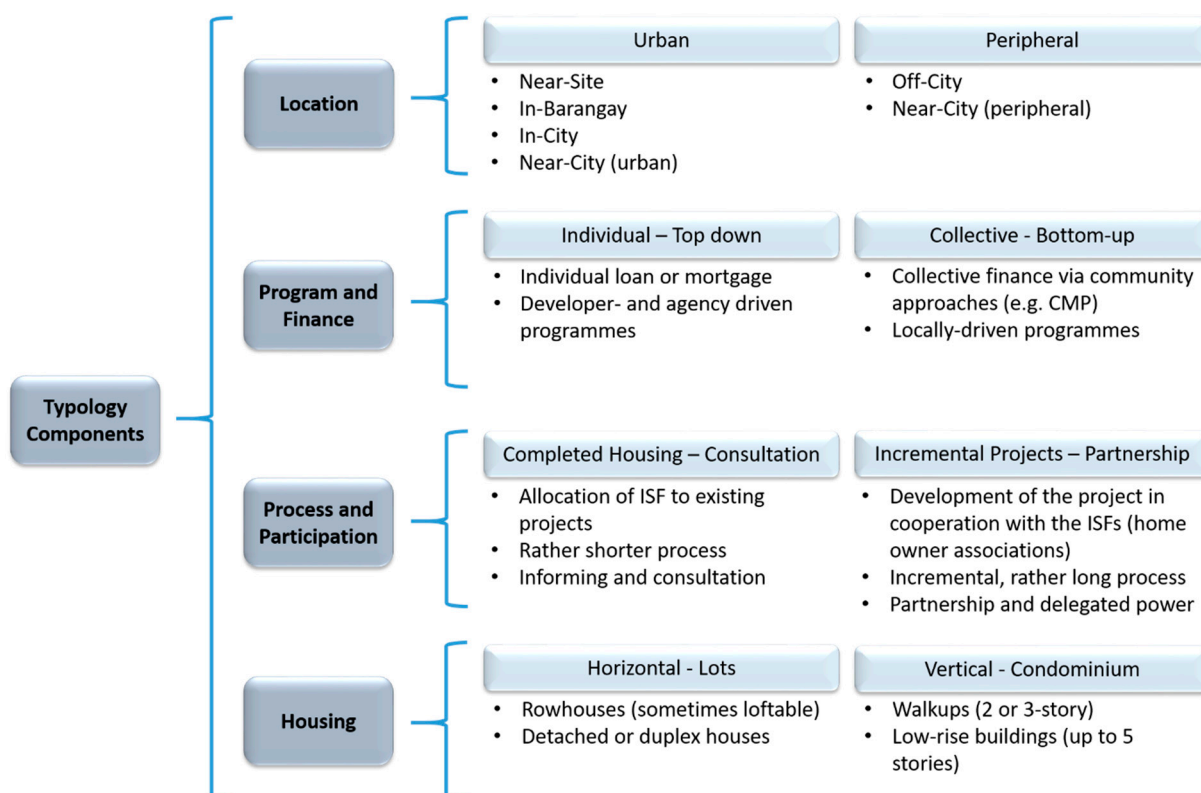 Typology
Components
Location
Urban
• Near-Site
• In-Barangay
• In-City
• Near-City (urban)
Peripheral
• Off-City
• Near-City (peripheral)
Program and
Finance
Individual – Top down
• Individual loan or mortgage
• Developer- and agency driven
programmes
Collective - Bottom-up
• Collective finance via community
approaches (e.g. CMP)
• Locally-driven programmes
Process and
Participation
Completed Housing – Consultation
• Allocation of ISF to existing
projects
• Rather shorter process
• Informing and consultation
Incremental Projects – Partnership
• Development of the project in
cooperation with the ISFs (home
owner associations)
• Incremental, rather long process
• Partnership and delegated power
Housing
Horizontal - Lots
• Rowhouses (sometimes loftable)
• Detached or duplex houses
Vertical - Condominium
• Walkups (2 or 3-story)
• Low-rise buildings (up to 5
stories)